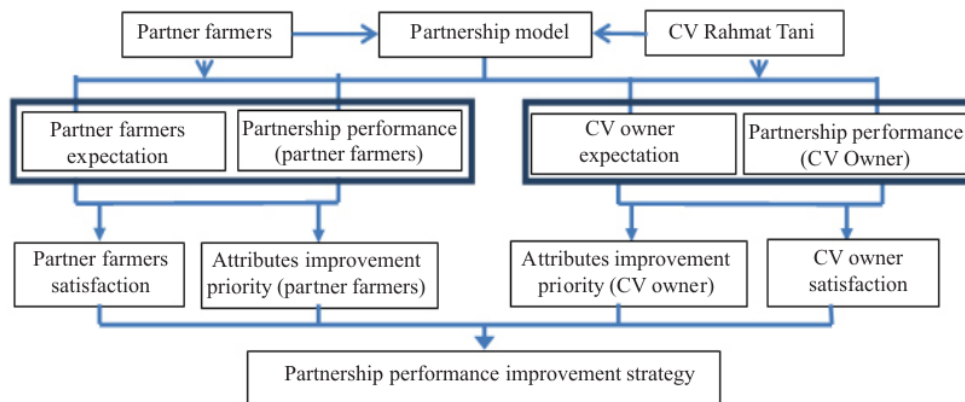 Partner farmers
Partnership model
CV Rahmat Tani
Partner farmers
expectation
Partnership performance
(partner farmers)
CV owner
expectation
Partnership performance
(CV Owner)
Partner farmers
satisfaction
Attributes improvement
priority (partner farmers)
Attributes improvement
priority (CV owner)
CV owner
satisfaction
Partnership performance improvement strategy